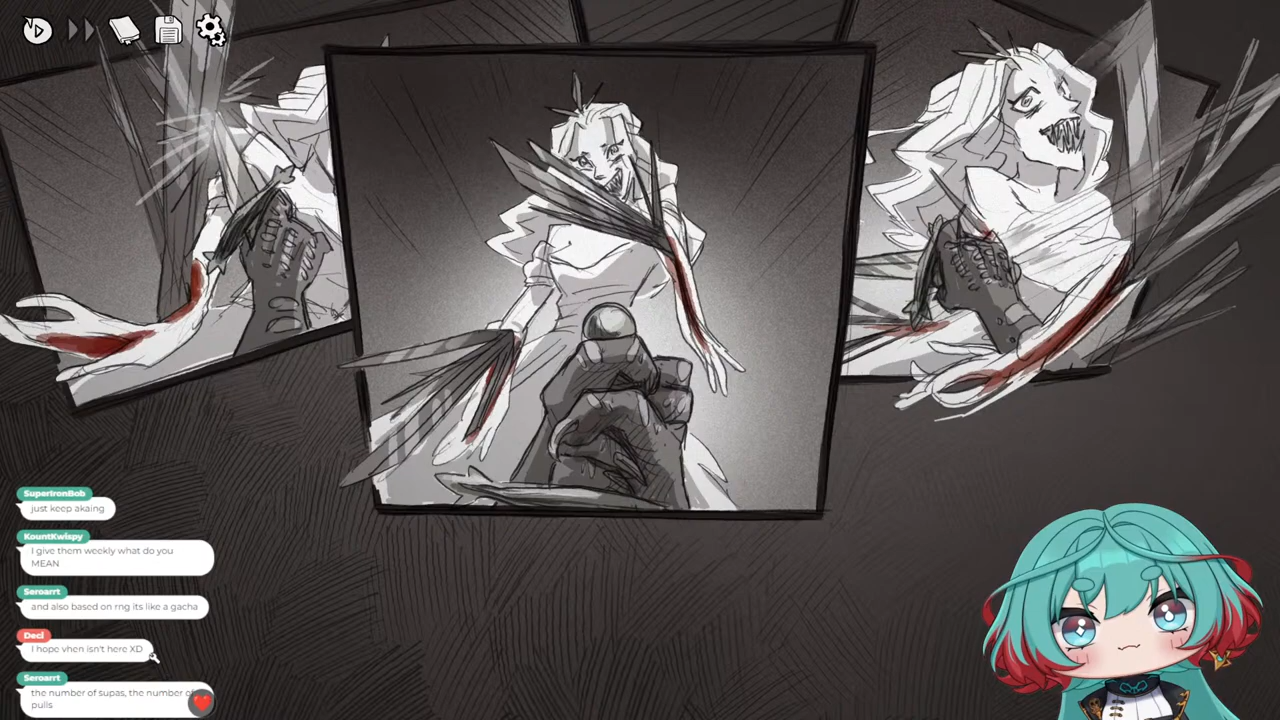 SuperIronBob
just keep akaing
KountKwispy
I give them weekly what do you
MEAN
Seroarrt
and also based on rng its like a gacha
Deci
I hope vhen isn't here XD
Seroarrt
the number of supas, the number of
pulls